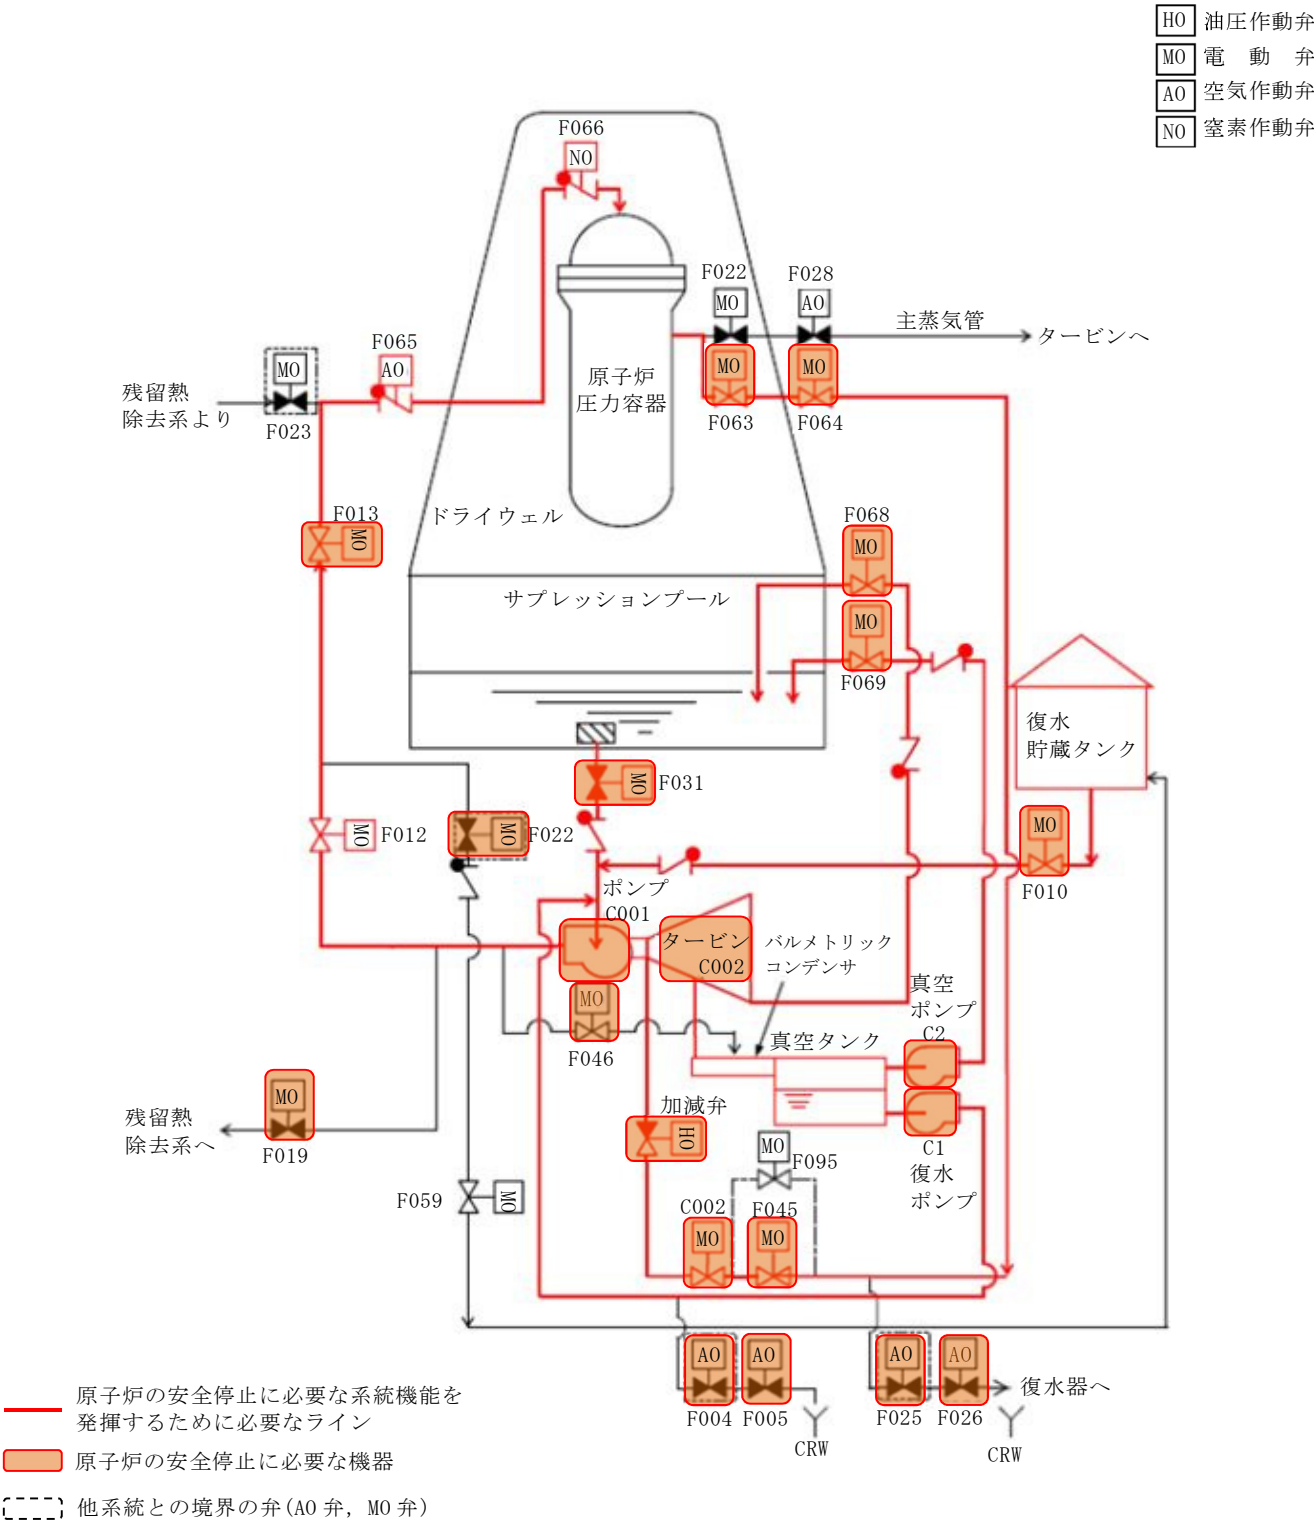 HO 油圧作動弁
MO 電動弁
AO 空気作動弁
NO 窒素作動弁
F066
NO
F022
F028
MO
AO
主蒸気管
タービンへ
F065
AO
MO
残留熱
除去系より
F023
原子炉
圧力容器
MO
MO
F063
F064
F013
MO
ドライウェル
F068
MO
サプレッションプール
MO
F069
復水
貯蔵タンク
MO
F031
F012
MO
MO
F022
MO
F010
ポンプ
C001
タービン
C002
バルメトリック
コンデンサ
真空
ポンプ
C2
MO
F046
真空タンク
MO
F019
残留熱
除去系へ
加減弁
HO
C1
復水
ポンプ
MO
F095
F059
MO
C002
F045
MO
MO
AO
AO
F004
F005
CRW
AO
AO
F025
F026
復水器へ
CRW
原子炉の安全停止に必要な系統機能を
発揮するために必要なライン
原子炉の安全停止に必要な機器
他系統との境界の弁(AO 弁, MO 弁)